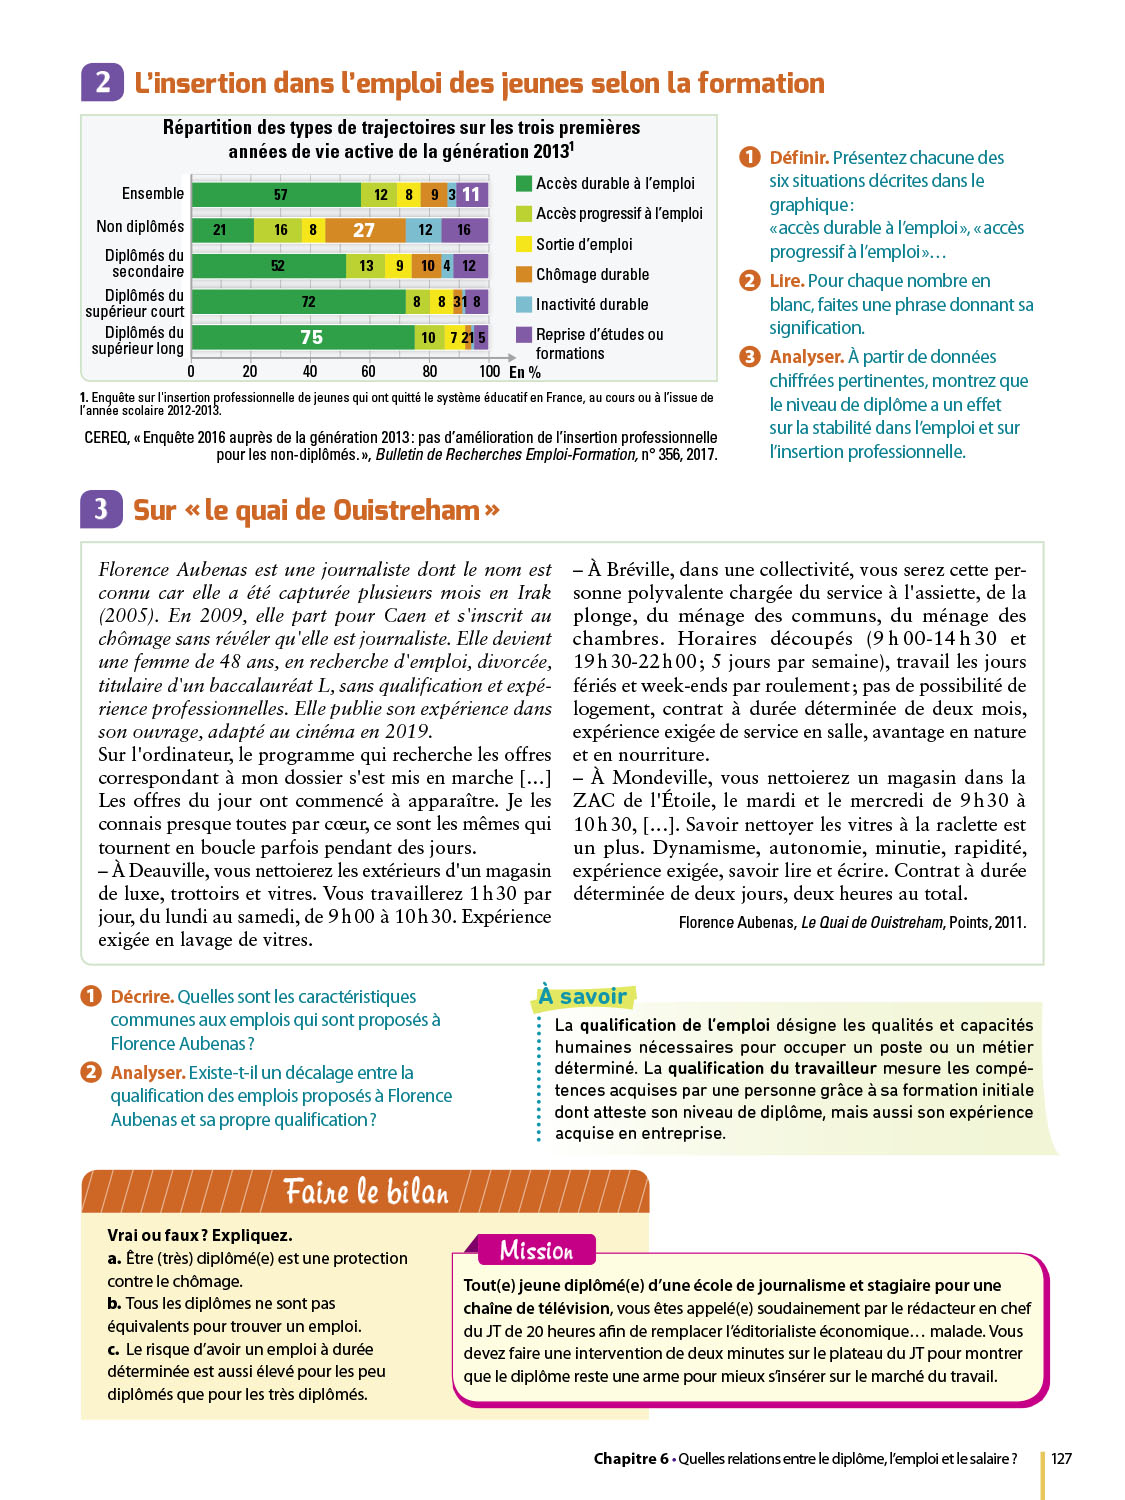 2 L'insertion dans l'emploi des jeunes selon la formation
Répartition des types de trajectoires sur les trois premières
années de vie active de la génération 2013¹
Ensemble 57 12 8 9 3 11
Non diplômés 21 16 8 27 12 16
Diplômés du
secondaire 52 13 9 10 4 12
Diplômés du
supérieur court 72 8 8 3 1 8
Diplômés du
supérieur long 75 10 7 2 1 5
0 20 40 60 80 100 En %
Accès durable à l'emploi
Accès progressif à l'emploi
Sortie d'emploi
Chômage durable
Inactivité durable
Reprise d'études ou
formations
1. Enquête sur l'insertion professionnelle de jeunes qui ont quitté le système éducatif en France, au cours ou à l'issue de
l'année scolaire 2012-2013.
CEREQ, « Enquête 2016 auprès de la génération 2013 : pas d'amélioration de l'insertion professionnelle
pour les non-diplômés. », Bulletin de Recherches Emploi-Formation, n° 356, 2017.
1 Définir. Présentez chacune des
six situations décrites dans le
graphique :
« accès durable à l'emploi », « accès
progressif à l'emploi »…
2 Lire. Pour chaque nombre en
blanc, faites une phrase donnant sa
signification.
3 Analyser. À partir de données
chiffrées pertinentes, montrez que
le niveau de diplôme a un effet
sur la stabilité dans l'emploi et sur
l'insertion professionnelle.
3 Sur « le quai de Ouistreham »
Florence Aubenas est une journaliste dont le nom est
connu car elle a été capturée plusieurs mois en Irak
(2005). En 2009, elle part pour Caen et s'inscrit au
chômage sans révéler qu'elle est journaliste. Elle devient
une femme de 48 ans, en recherche d'emploi, divorcée,
titulaire d'un baccalauréat L, sans qualification et expé-
rience professionnelles. Elle publie son expérience dans
son ouvrage, adapté au cinéma en 2019.
Sur l'ordinateur, le programme qui recherche les offres
correspondant à mon dossier s'est mis en marche […]
Les offres du jour ont commencé à apparaître. Je les
connais presque toutes par cœur, ce sont les mêmes qui
tournent en boucle parfois pendant des jours.
– À Deauville, vous nettoierez les extérieurs d'un magasin
de luxe, trottoirs et vitres. Vous travaillerez 1 h 30 par
jour, du lundi au samedi, de 9 h 00 à 10 h 30. Expérience
exigée en lavage de vitres.
– À Bréville, dans une collectivité, vous serez cette per-
sonne polyvalente chargée du service à l'assiette, de la
plonge, du ménage des communs, du ménage des
chambres. Horaires découpés (9 h 00-14 h 30 et
19 h 30-22 h 00 ; 5 jours par semaine), travail les jours
fériés et week-ends par roulement ; pas de possibilité de
logement, contrat à durée déterminée de deux mois,
expérience exigée de service en salle, avantage en nature
et en nourriture.
– À Mondeville, vous nettoierez un magasin dans la
ZAC de l'Étoile, le mardi et le mercredi de 9 h 30 à
10 h 30, […]. Savoir nettoyer les vitres à la raclette est
un plus. Dynamisme, autonomie, minutie, rapidité,
expérience exigée, savoir lire et écrire. Contrat à durée
déterminée de deux jours, deux heures au total.
Florence Aubenas, Le Quai de Ouistreham, Points, 2011.
1 Décrire. Quelles sont les caractéristiques
communes aux emplois qui sont proposés à
Florence Aubenas ?
2 Analyser. Existe-t-il un décalage entre la
qualification des emplois proposés à Florence
Aubenas et sa propre qualification ?
À savoir
La qualification de l'emploi désigne les qualités et capacités
humaines nécessaires pour occuper un poste ou un métier
déterminé. La qualification du travailleur mesure les compé-
tences acquises par une personne grâce à sa formation initiale
dont atteste son niveau de diplôme, mais aussi son expérience
acquise en entreprise.
Faire le bilan
Vrai ou faux ? Expliquez.
a. Être (très) diplômé(e) est une protection
contre le chômage.
b. Tous les diplômes ne sont pas
équivalents pour trouver un emploi.
c. Le risque d'avoir un emploi à durée
déterminée est aussi élevé pour les peu
diplômés que pour les très diplômés.
Mission
Tout(e) jeune diplômé(e) d'une école de journalisme et stagiaire pour une
chaîne de télévision, vous êtes appelé(e) soudainement par le rédacteur en chef
du JT de 20 heures afin de remplacer l'éditorialiste économique… malade. Vous
devez faire une intervention de deux minutes sur le plateau du JT pour montrer
que le diplôme reste une arme pour mieux s'insérer sur le marché du travail.
Chapitre 6 • Quelles relations entre le diplôme, l'emploi et le salaire ? 127